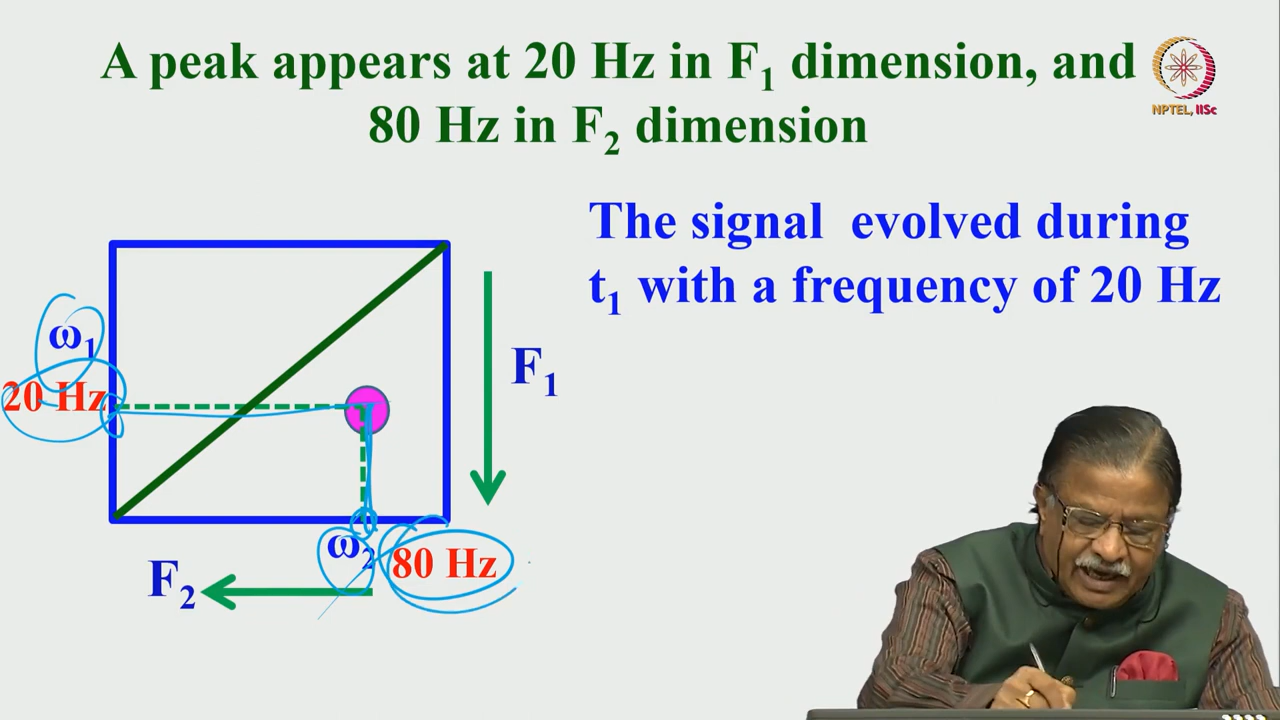 A peak appears at 20 Hz in F₁ dimension, and
80 Hz in F₂ dimension
NPTEL, IISc
The signal evolved during
t₁ with a frequency of 20 Hz
ω₁
20 Hz
F₁
ω₂
80 Hz
F₂